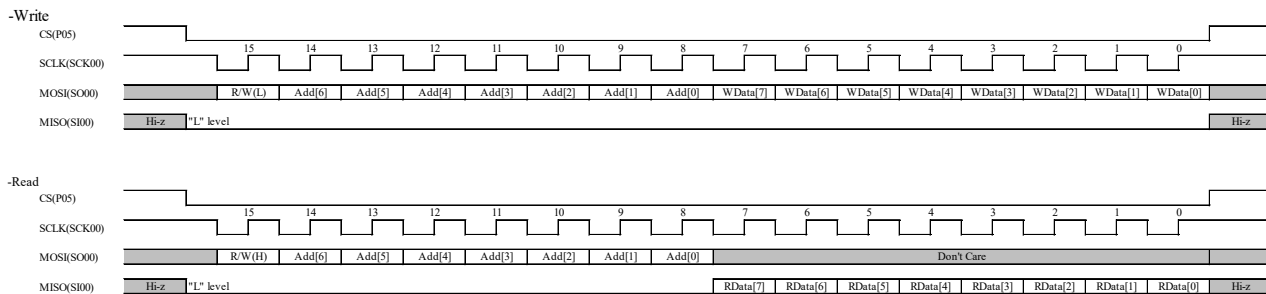 -Write
CS(P05)
15 14 13 12 11 10 9 8 7 6 5 4 3 2 1 0
SCLK(SCK00)
MOSI(SO00) R/W(L) Add[6] Add[5] Add[4] Add[3] Add[2] Add[1] Add[0] WData[7] WData[6] WData[5] WData[4] WData[3] WData[2] WData[1] WData[0]
MISO(SI00) Hi-z "L" level Hi-z
-Read
CS(P05)
15 14 13 12 11 10 9 8 7 6 5 4 3 2 1 0
SCLK(SCK00)
MOSI(SO00) R/W(H) Add[6] Add[5] Add[4] Add[3] Add[2] Add[1] Add[0] Don't Care
MISO(SI00) Hi-z "L" level RData[7] RData[6] RData[5] RData[4] RData[3] RData[2] RData[1] RData[0] Hi-z